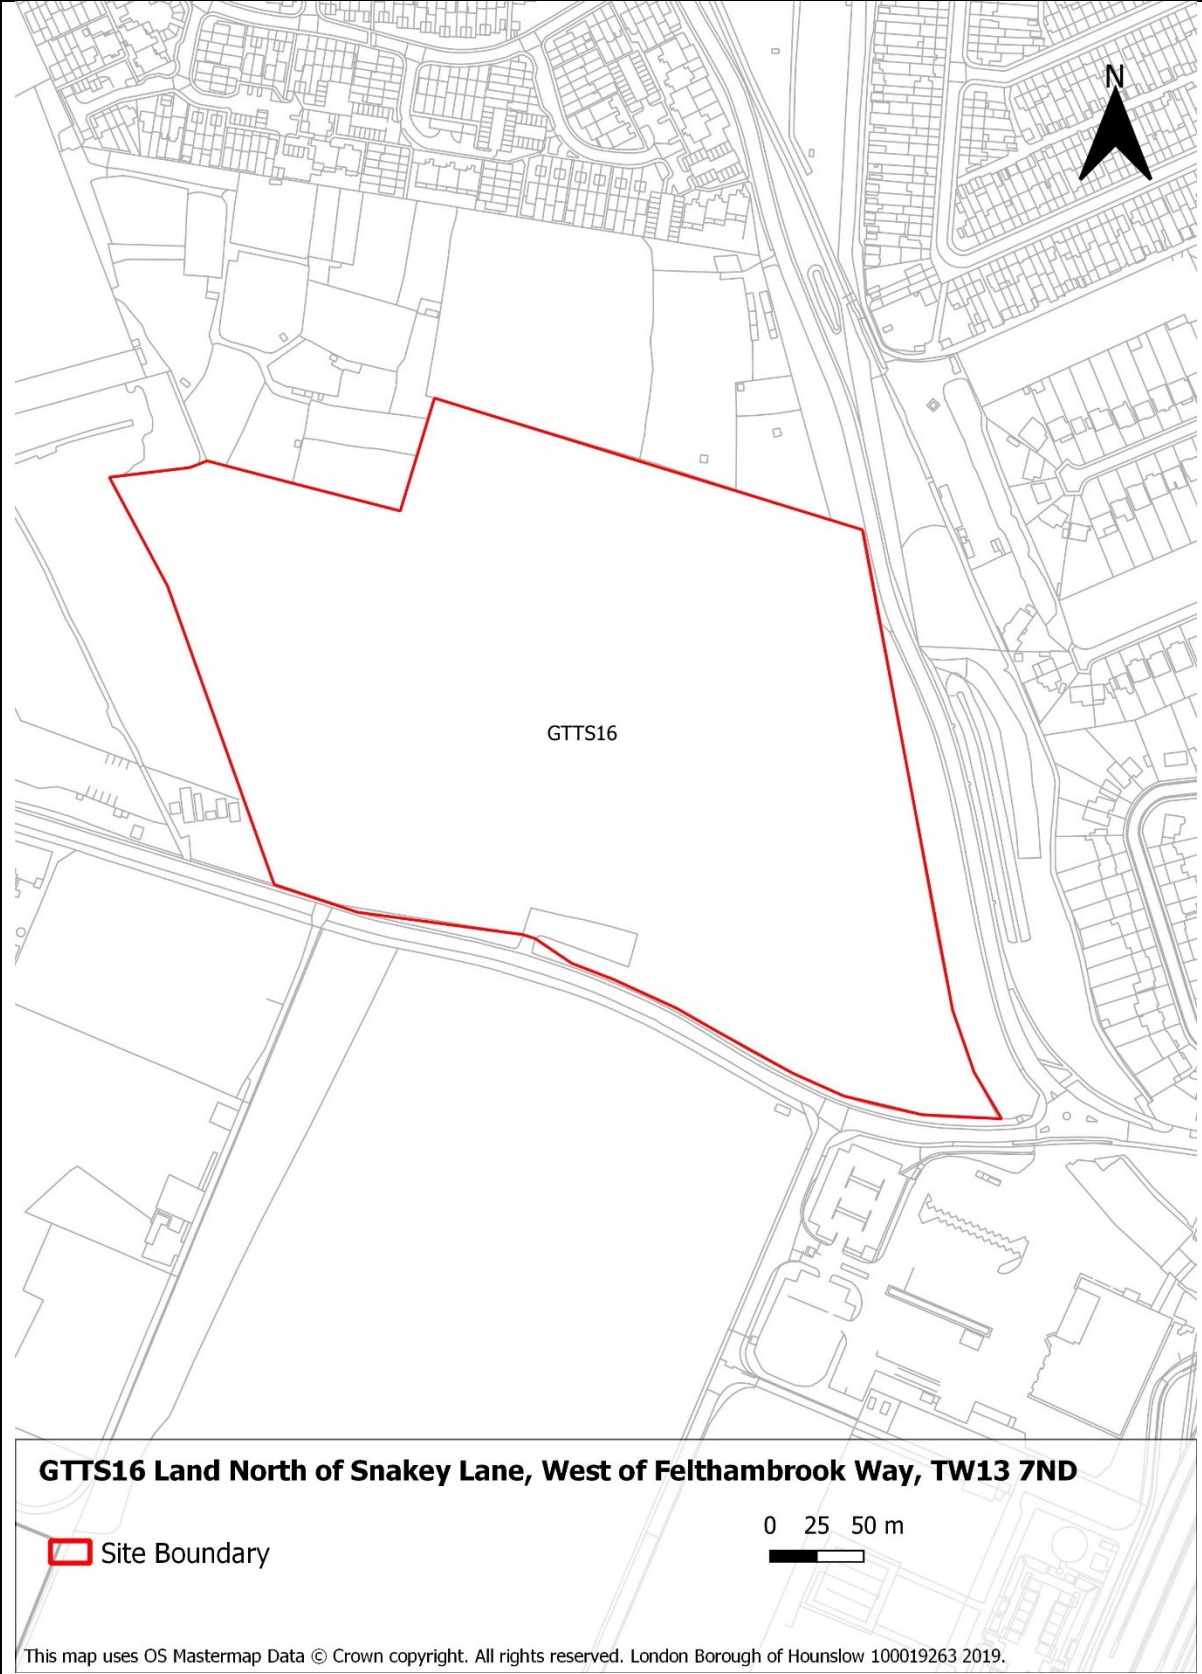 N
GTTS16
GTTS16 Land North of Snakey Lane, West of Felthambrook Way, TW13 7ND
0 25 50 m
Site Boundary
This map uses OS Mastermap Data © Crown copyright. All rights reserved. London Borough of Hounslow 100019263 2019.